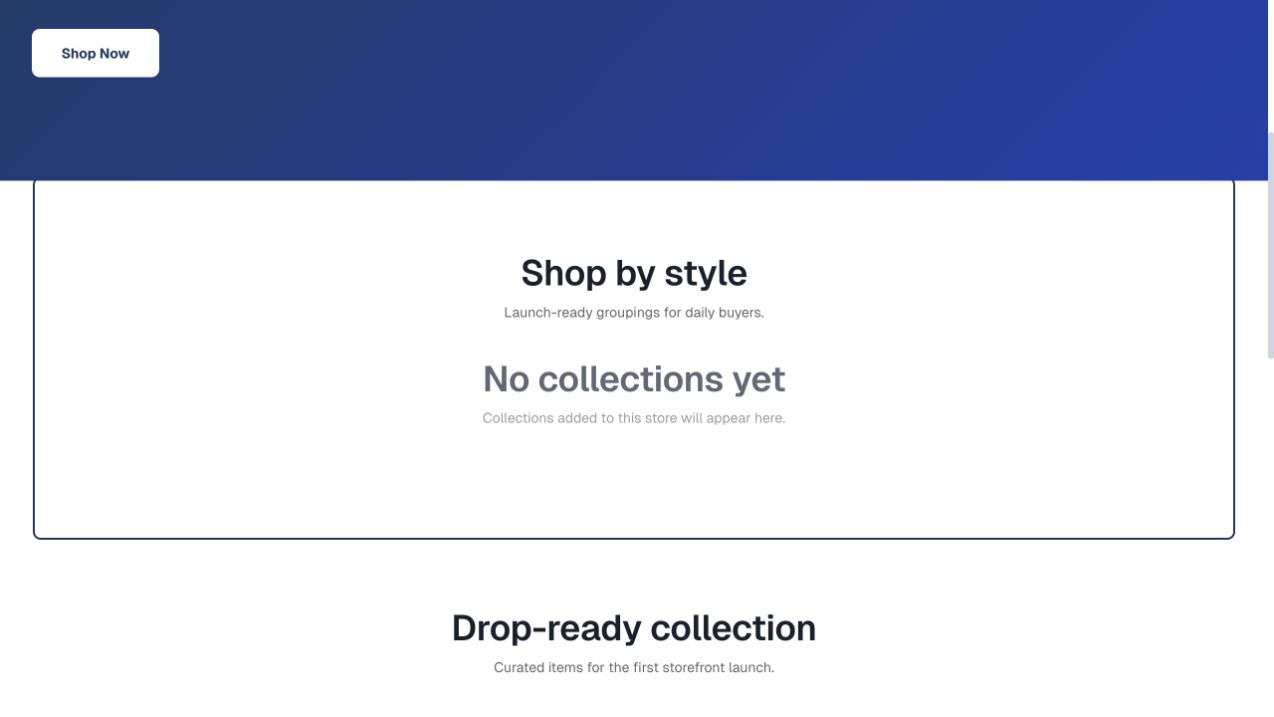 Shop Now
Shop by style
Launch-ready groupings for daily buyers.
No collections yet
Collections added to this store will appear here.
Drop-ready collection
Curated items for the first storefront launch.